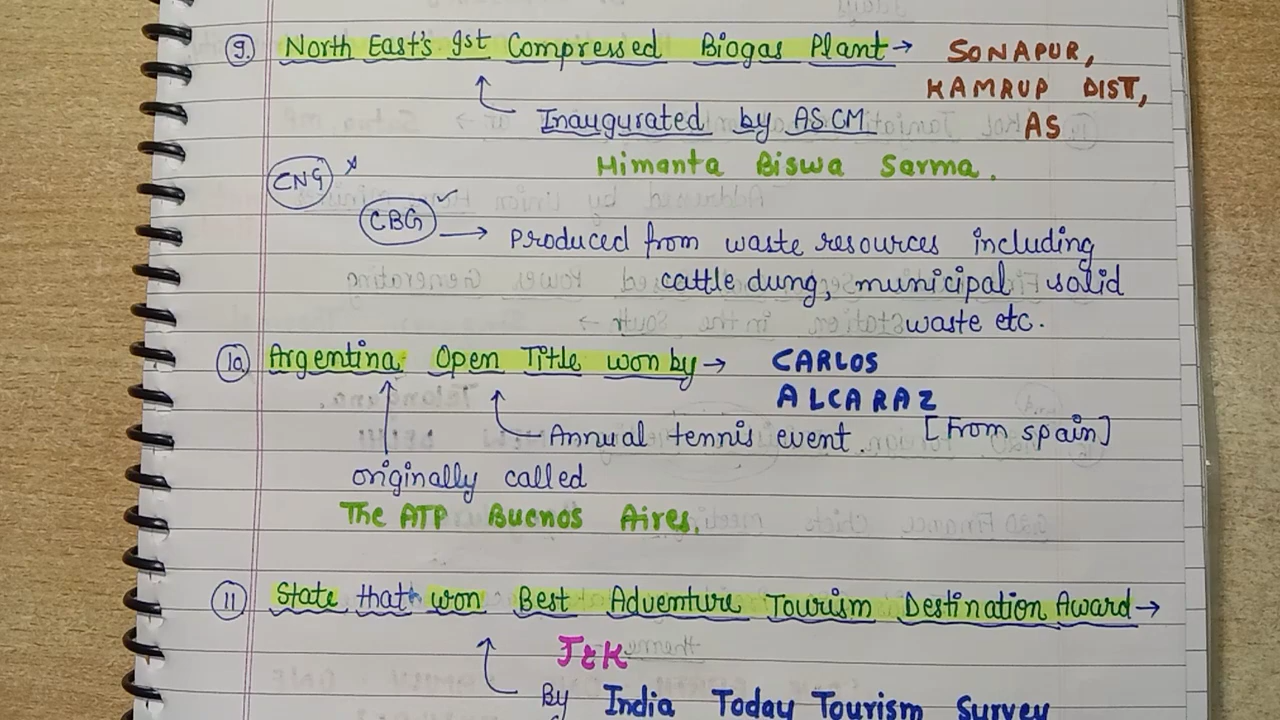 9. North East's 1st Compressed Biogas Plant → SONAPUR,
KAMRUP DIST,
Inaugurated by AS CM AS
Himanta Biswa Sarma.
CNG ×
CBG ✓ → Produced from waste resources including
cattle dung, municipal solid
waste etc.
10. Argentina Open Title won by → CARLOS
ALCARAZ
Annual tennis event. [From spain]
originally called
The ATP Buenos Aires.
11 State that won Best Adventure Tourism Destination Award →
J&K
By India Today Tourism Survey